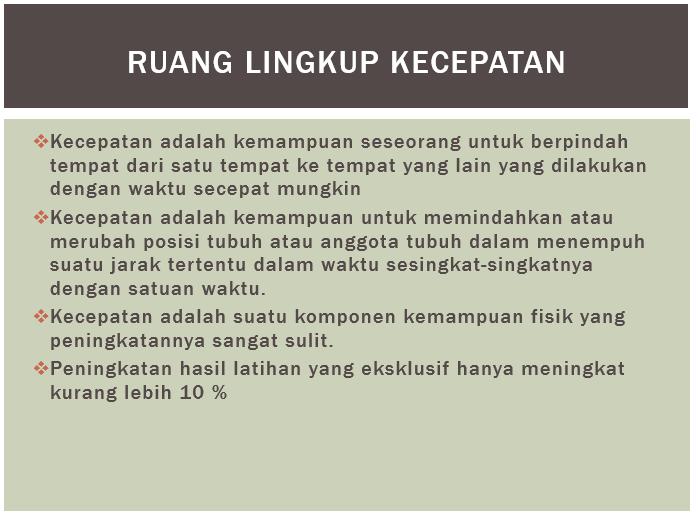 RUANG LINGKUP KECEPATAN
Kecepatan adalah kemampuan seseorang untuk berpindah
tempat dari satu tempat ke tempat yang lain yang dilakukan
dengan waktu secepat mungkin
Kecepatan adalah kemampuan untuk memindahkan atau
merubah posisi tubuh atau anggota tubuh dalam menempuh
suatu jarak tertentu dalam waktu sesingkat-singkatnya
dengan satuan waktu.
Kecepatan adalah suatu komponen kemampuan fisik yang
peningkatannya sangat sulit.
Peningkatan hasil latihan yang eksklusif hanya meningkat
kurang lebih 10 %